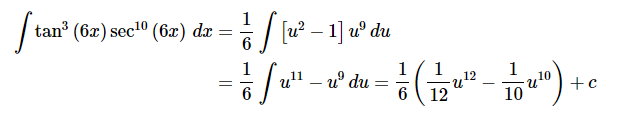 ∫ tan³ (6x) sec¹⁰ (6x) dx = 1/6 ∫ [u² − 1] u⁹ du
= 1/6 ∫ u¹¹ − u⁹ du = 1/6 (1/12 u¹² − 1/10 u¹⁰) + c